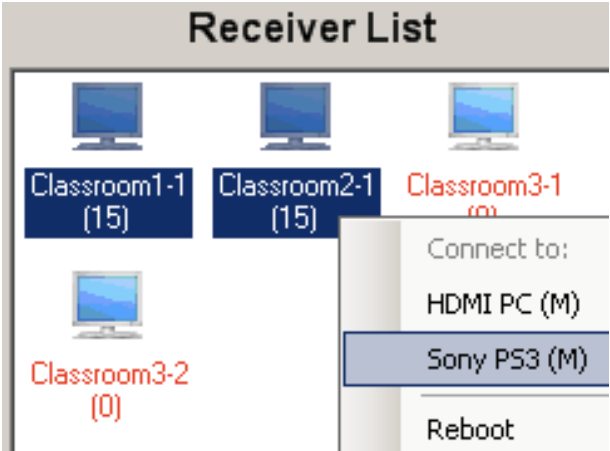 Receiver List
Classroom1-1
(15)
Classroom2-1
(15)
Classroom3-1
(0)
Classroom3-2
(0)
Connect to:
HDMI PC (M)
Sony PS3 (M)
Reboot